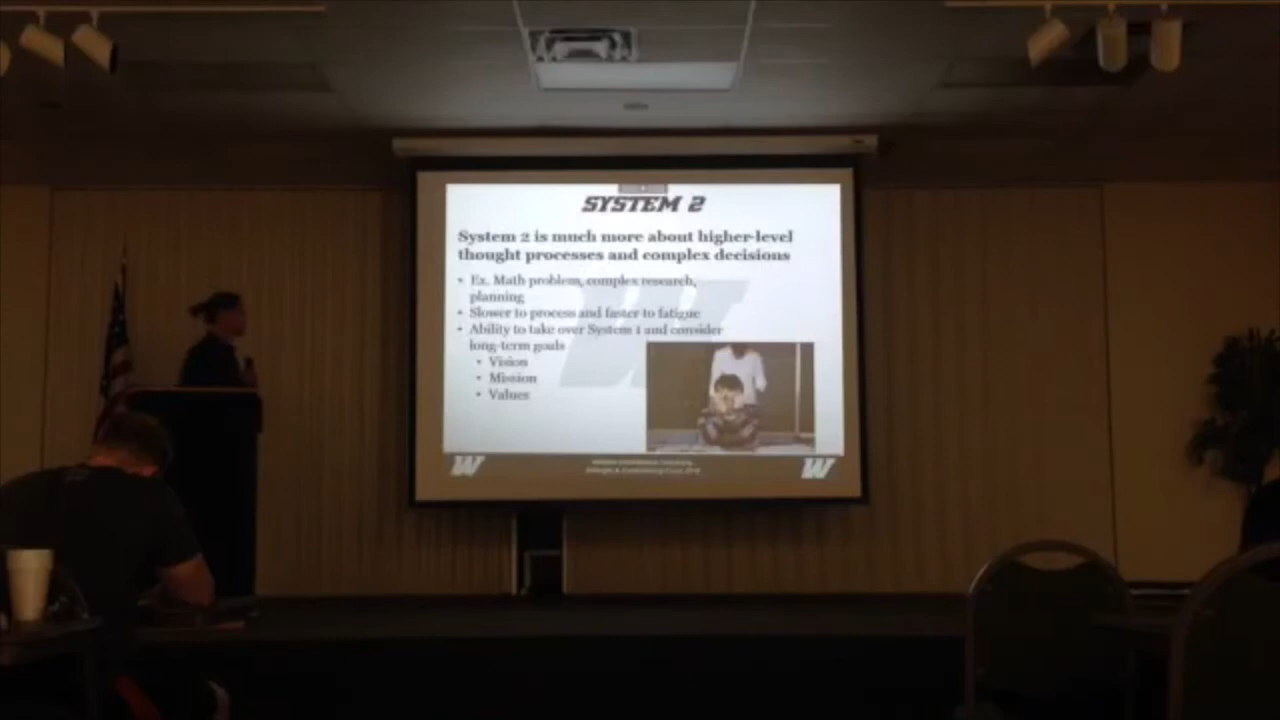 SYSTEM 2
System 2 is much more about higher-level
thought processes and complex decisions
• Ex. Math problem, complex research,
planning
• Slower to process and faster to fatigue
• Ability to take over System 1 and consider
long-term goals
• Vision
• Mission
• Values
W
W W